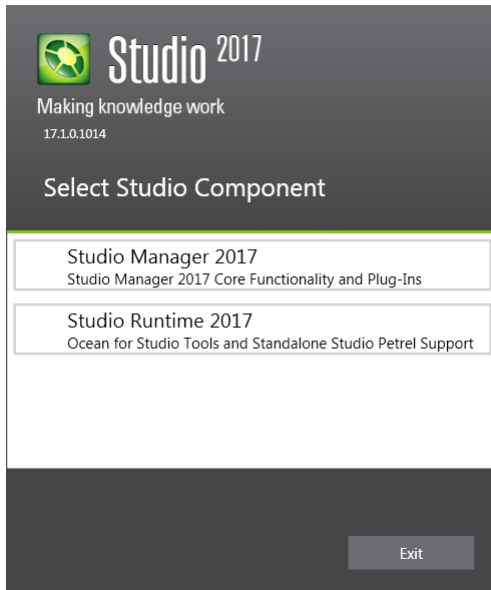 Studio 2017
Making knowledge work
17.1.0.1014
Select Studio Component
Studio Manager 2017
Studio Manager 2017 Core Functionality and Plug-Ins
Studio Runtime 2017
Ocean for Studio Tools and Standalone Studio Petrel Support
Exit